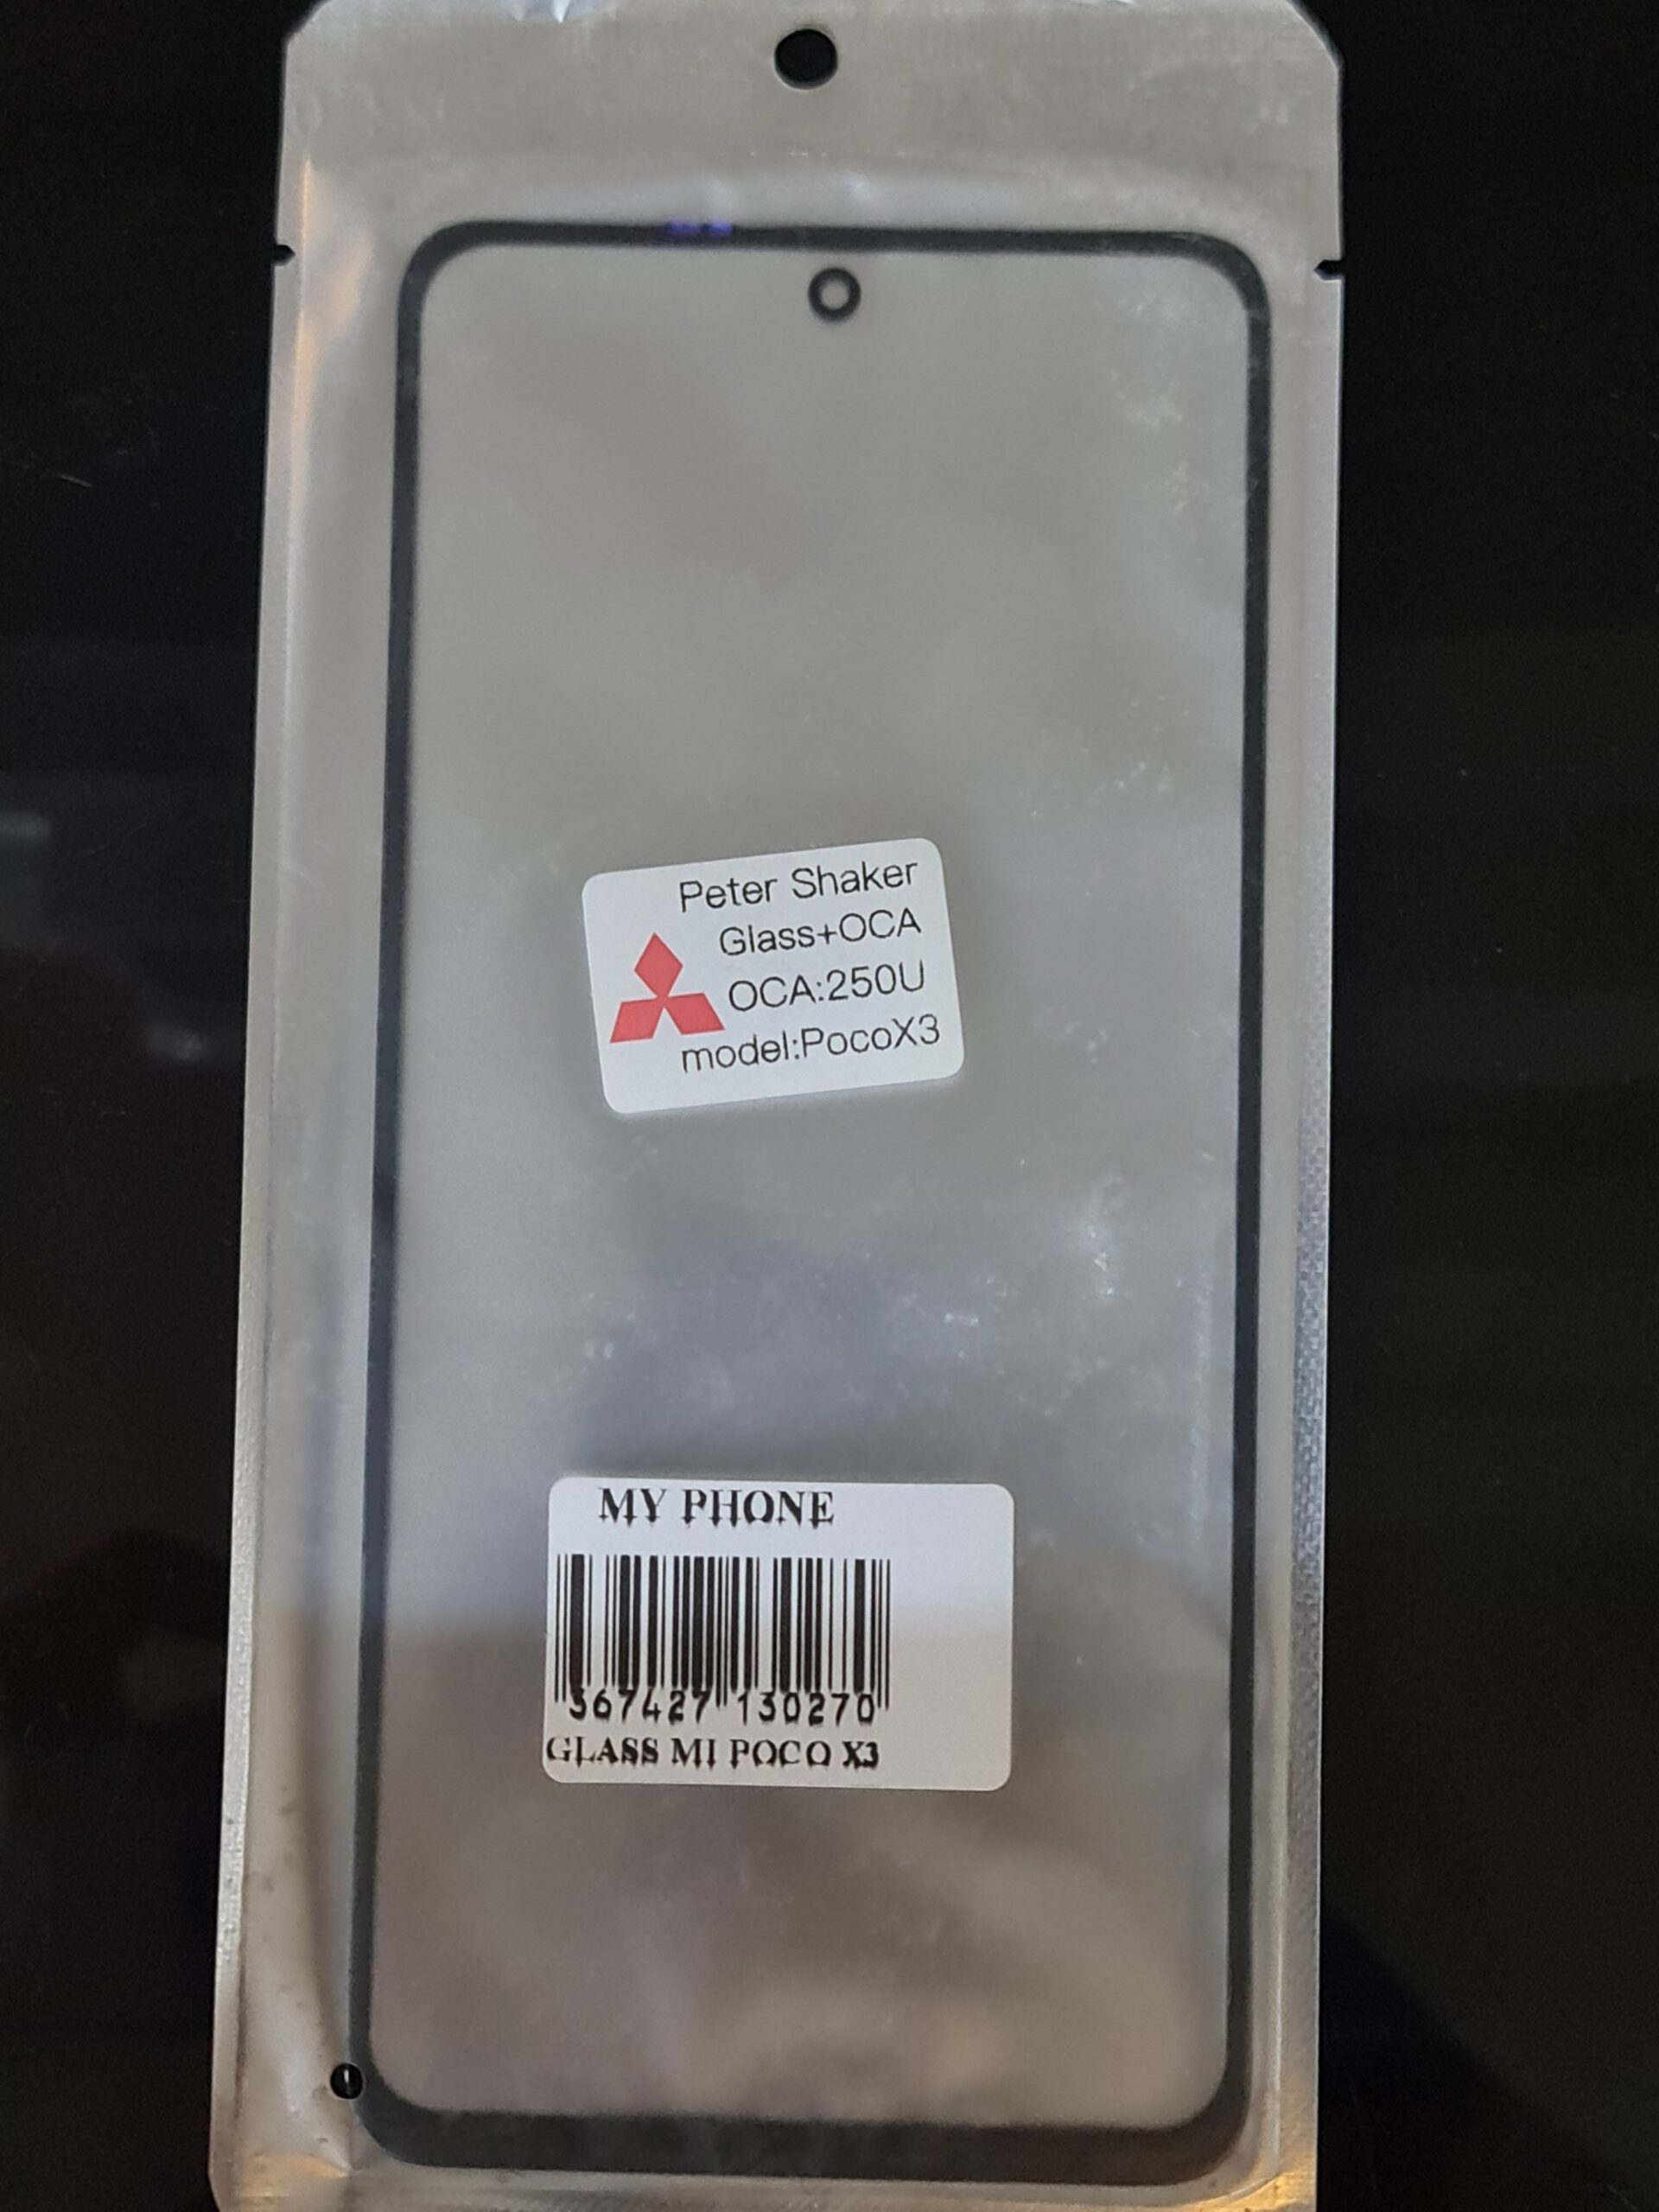 Peter Shaker
Glass+OCA
OCA:250U
model:PocoX3
MY PHONE
367427 130270
GLASS MI POCO X3